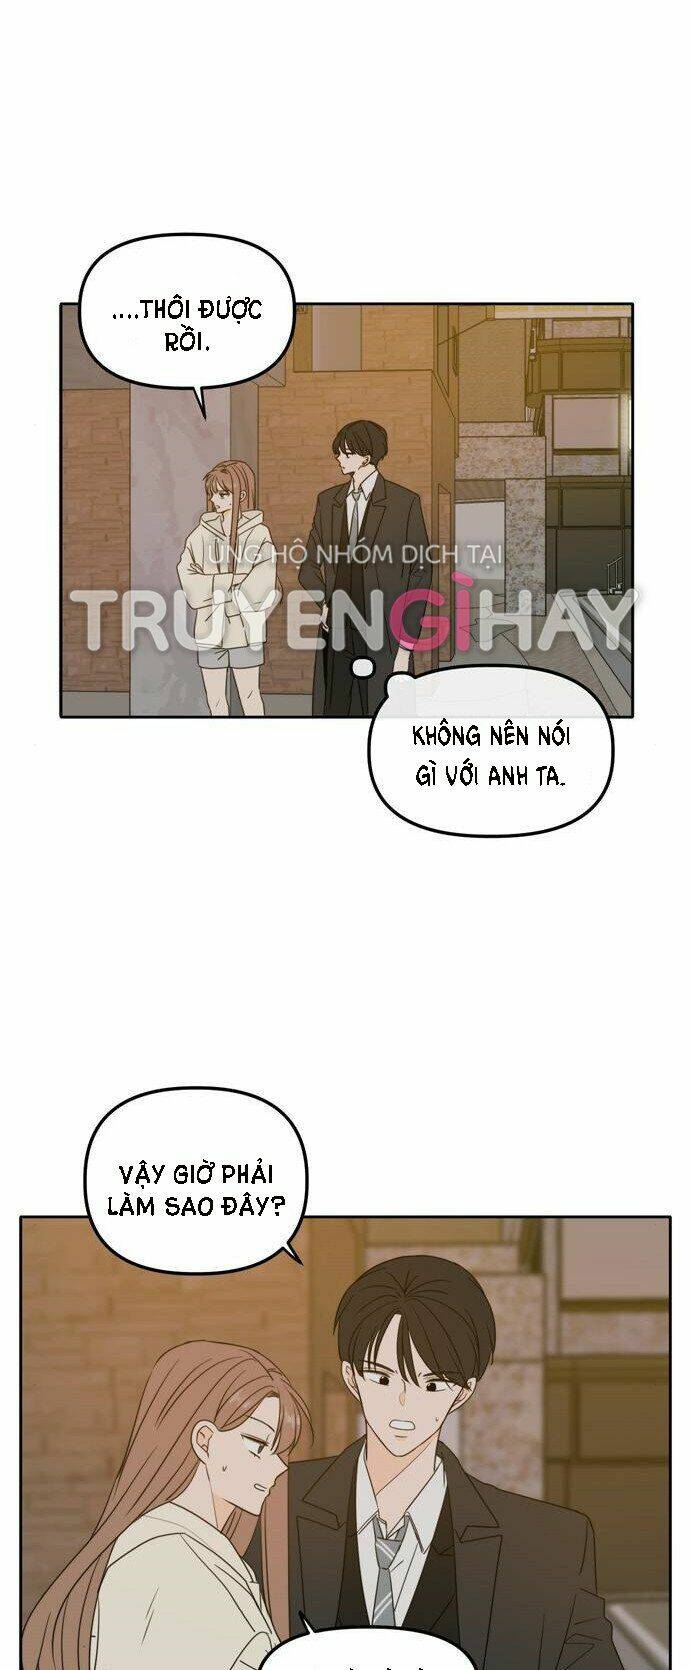 ....THÔI ĐƯỢC
RỒI.
ỦNG HỘ NHÓM DỊCH TẠI
TRUYENGIHAY
KHÔNG NÊN NÓI
GÌ VỚI ANH TA.
VẬY GIỜ PHẢI
LÀM SAO ĐÂY?